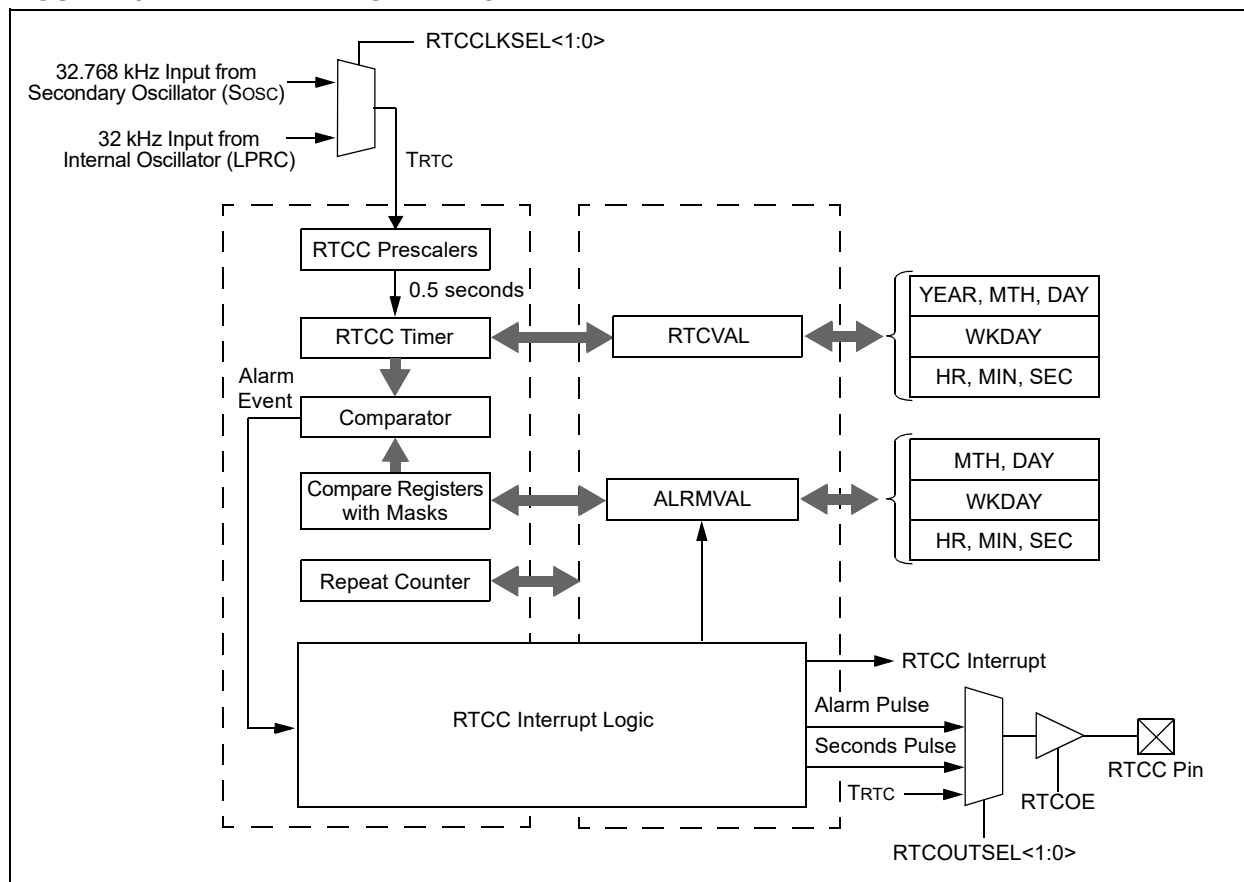 RTCCLKSEL<1:0>
32.768 kHz Input from
Secondary Oscillator (SOSC)
32 kHz Input from
Internal Oscillator (LPRC)
TRTC
RTCC Prescalers
0.5 seconds
RTCC Timer
RTCVAL
YEAR, MTH, DAY
WKDAY
HR, MIN, SEC
Alarm
Event
Comparator
Compare Registers
with Masks
ALRMVAL
MTH, DAY
WKDAY
HR, MIN, SEC
Repeat Counter
RTCC Interrupt Logic
RTCC Interrupt
Alarm Pulse
Seconds Pulse
TRTC
RTCOE
RTCC Pin
RTCOUTSEL<1:0>